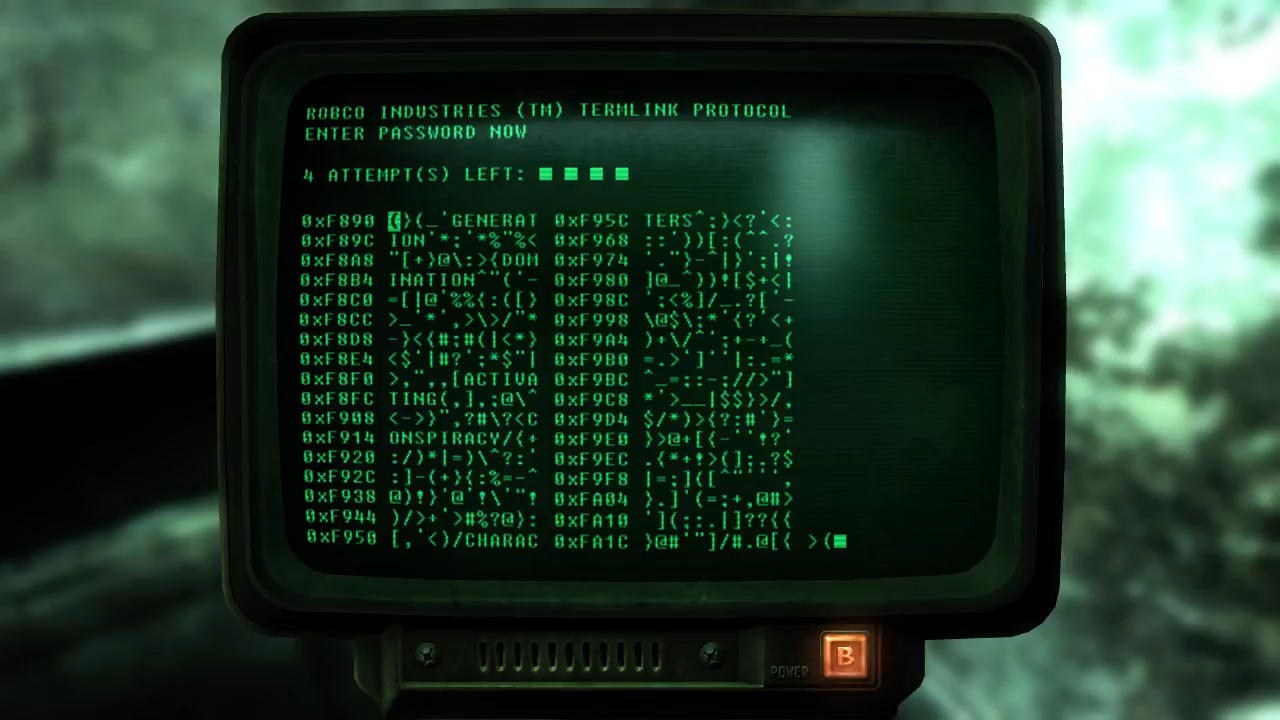 ROBCO INDUSTRIES (TM) TERMLINK PROTOCOL
ENTER PASSWORD NOW
4 ATTEMPT(S) LEFT:
0xF890 {}(_'GENERAT 0xF95C TERS^;}<?'<:
0xF89C ION'*;'*%"%< 0xF968 ::'))[:(^^.?
0xF8A8 "[+}@\:>{DOM 0xF974 '."}-^|}';|!
0xF8B4 INATION^"('- 0xF980 ]@_^))![$+<|
0xF8C0 =[|@'%%{:([} 0xF98C ';<%]/_.?['-
0xF8CC >_'*',>\>/"* 0xF998 \@$\;*'{?'<+
0xF8D8 -}<{#;#(|<*} 0xF9A4 )+\/^';+-+_(
0xF8E4 <$'|#?';*$"| 0xF9B0 =.>']''|:.=*
0xF8F0 >,",,[ACTIVA 0xF9BC ^_=;:-;//>"]
0xF8FC TING(,],;@\^ 0xF9C8 *'>__|$$}>/,
0xF908 <->}",?#\?<C 0xF9D4 $/*)>{?;#'}=
0xF914 ONSPIRACY/{+ 0xF9E0 }>@+[{-''!?'
0xF920 :/)*|=)\^?:' 0xF9EC .{*+!>(];.?$
0xF92C :]-(+}{:%=-^ 0xF9F8 |=;]([^"''',
0xF938 @)!}'@'!\'"! 0xFA04 }.]'(=;+,@#>
0xF944 )/>+'>#%?@}: 0xFA10 '](;:.|]??{{
0xF950 [,'<)/CHARAC 0xFA1C }@#'"]/#.@[{ >(
POWER
B